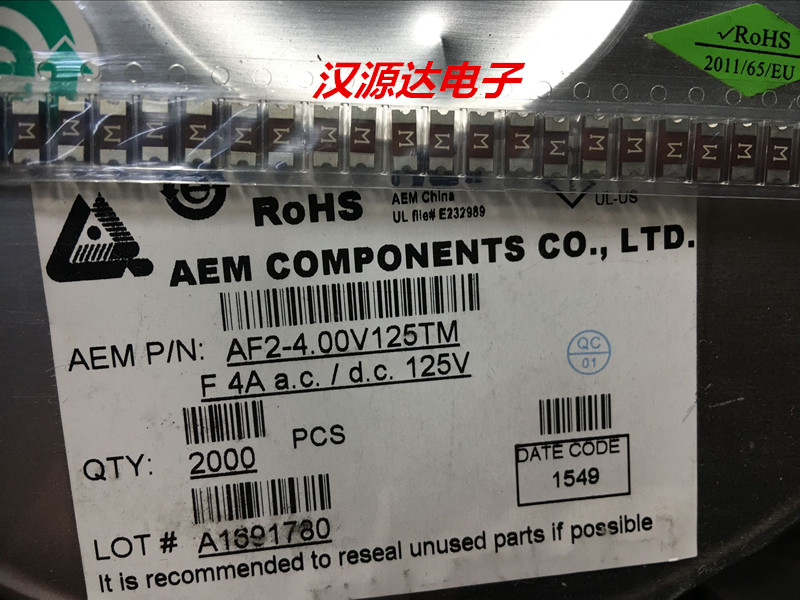 ✓RoHS
2011/65/EU
汉源达电子
M M M M M M M M M M M M M M M M M M M
RoHS
AEM China
UL file# E232989
UL-US
AEM COMPONENTS CO., LTD.
AEM P/N: AF2-4.00V125TM
F 4A a.c. / d.c. 125V
QC
01
QTY: 2000 PCS
DATE CODE
1549
LOT # A1591780
It is recommended to reseal unused parts if possible